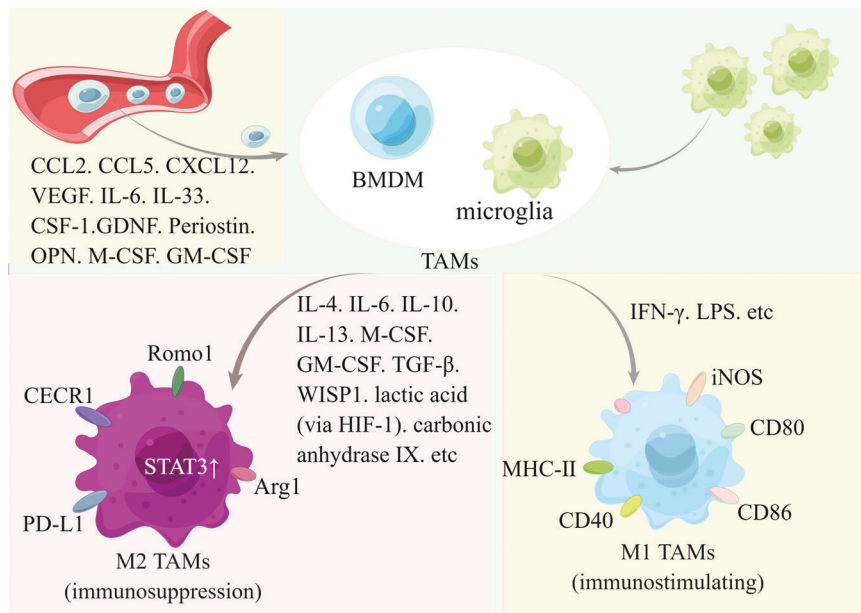 CCL2. CCL5. CXCL12.
VEGF. IL-6. IL-33.
CSF-1.GDNF. Periostin.
OPN. M-CSF. GM-CSF
BMDM
microglia
TAMs
IL-4. IL-6. IL-10.
IL-13. M-CSF.
GM-CSF. TGF-β.
WISP1. lactic acid
(via HIF-1). carbonic
anhydrase IX. etc
Romo1
CECR1
STAT3↑
Arg1
PD-L1
M2 TAMs
(immunosuppression)
IFN-γ. LPS. etc
iNOS
CD80
MHC-II
CD86
CD40
M1 TAMs
(immunostimulating)